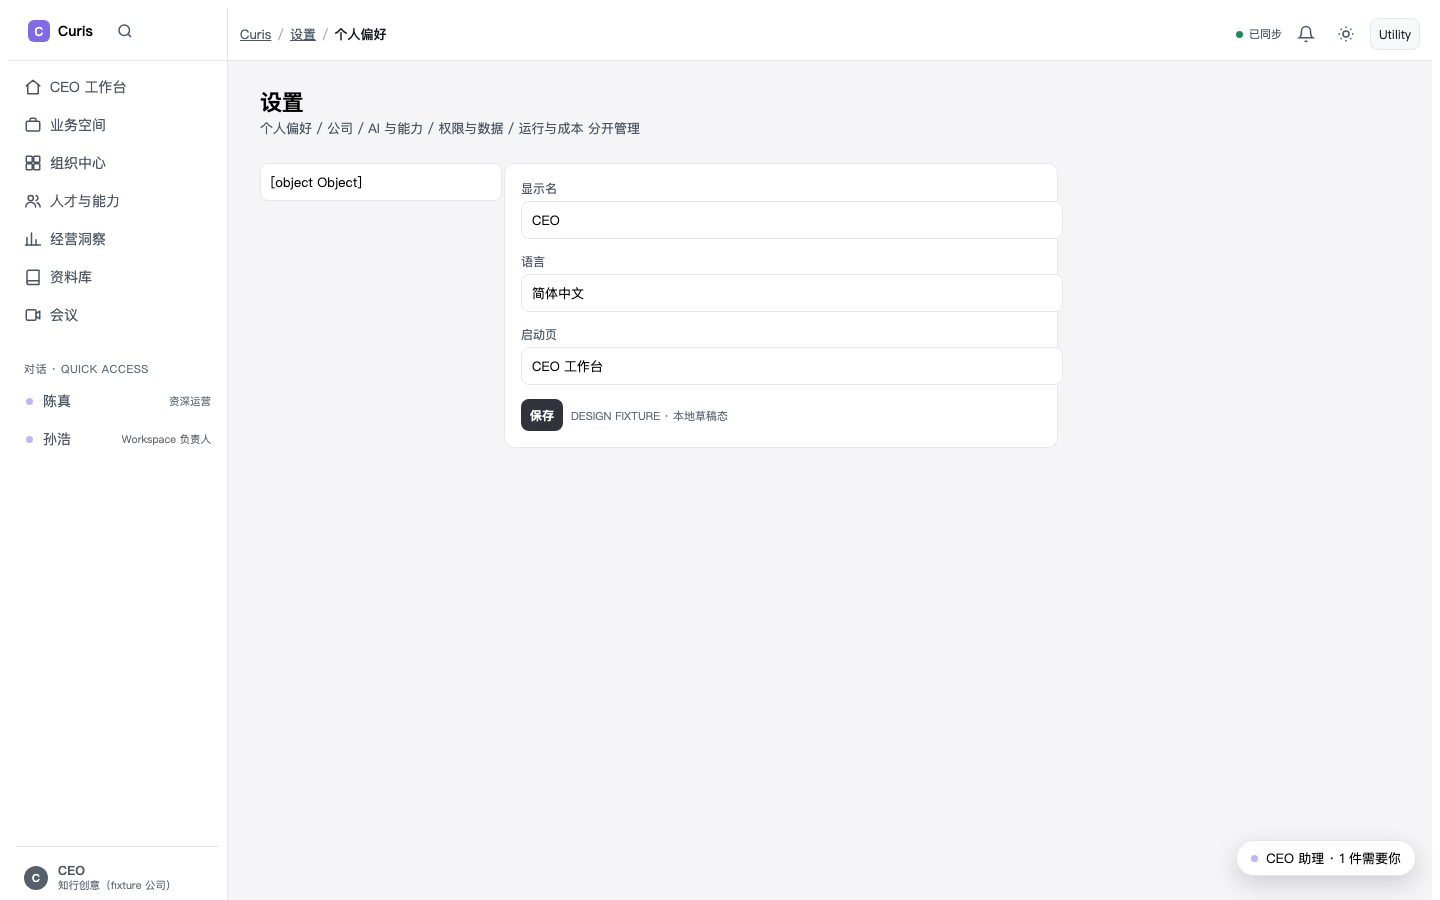 C Curis
CEO 工作台
业务空间
组织中心
人才与能力
经营洞察
资料库
会议
对话 · QUICK ACCESS
陈真 资深运营
孙浩 Workspace 负责人
C CEO
知行创意（fixture 公司）
Curis / 设置 / 个人偏好
已同步
Utility
设置
个人偏好 / 公司 / AI 与能力 / 权限与数据 / 运行与成本 分开管理
[object Object]
显示名
CEO
语言
简体中文
启动页
CEO 工作台
保存 DESIGN FIXTURE · 本地草稿态
CEO 助理 · 1 件需要你